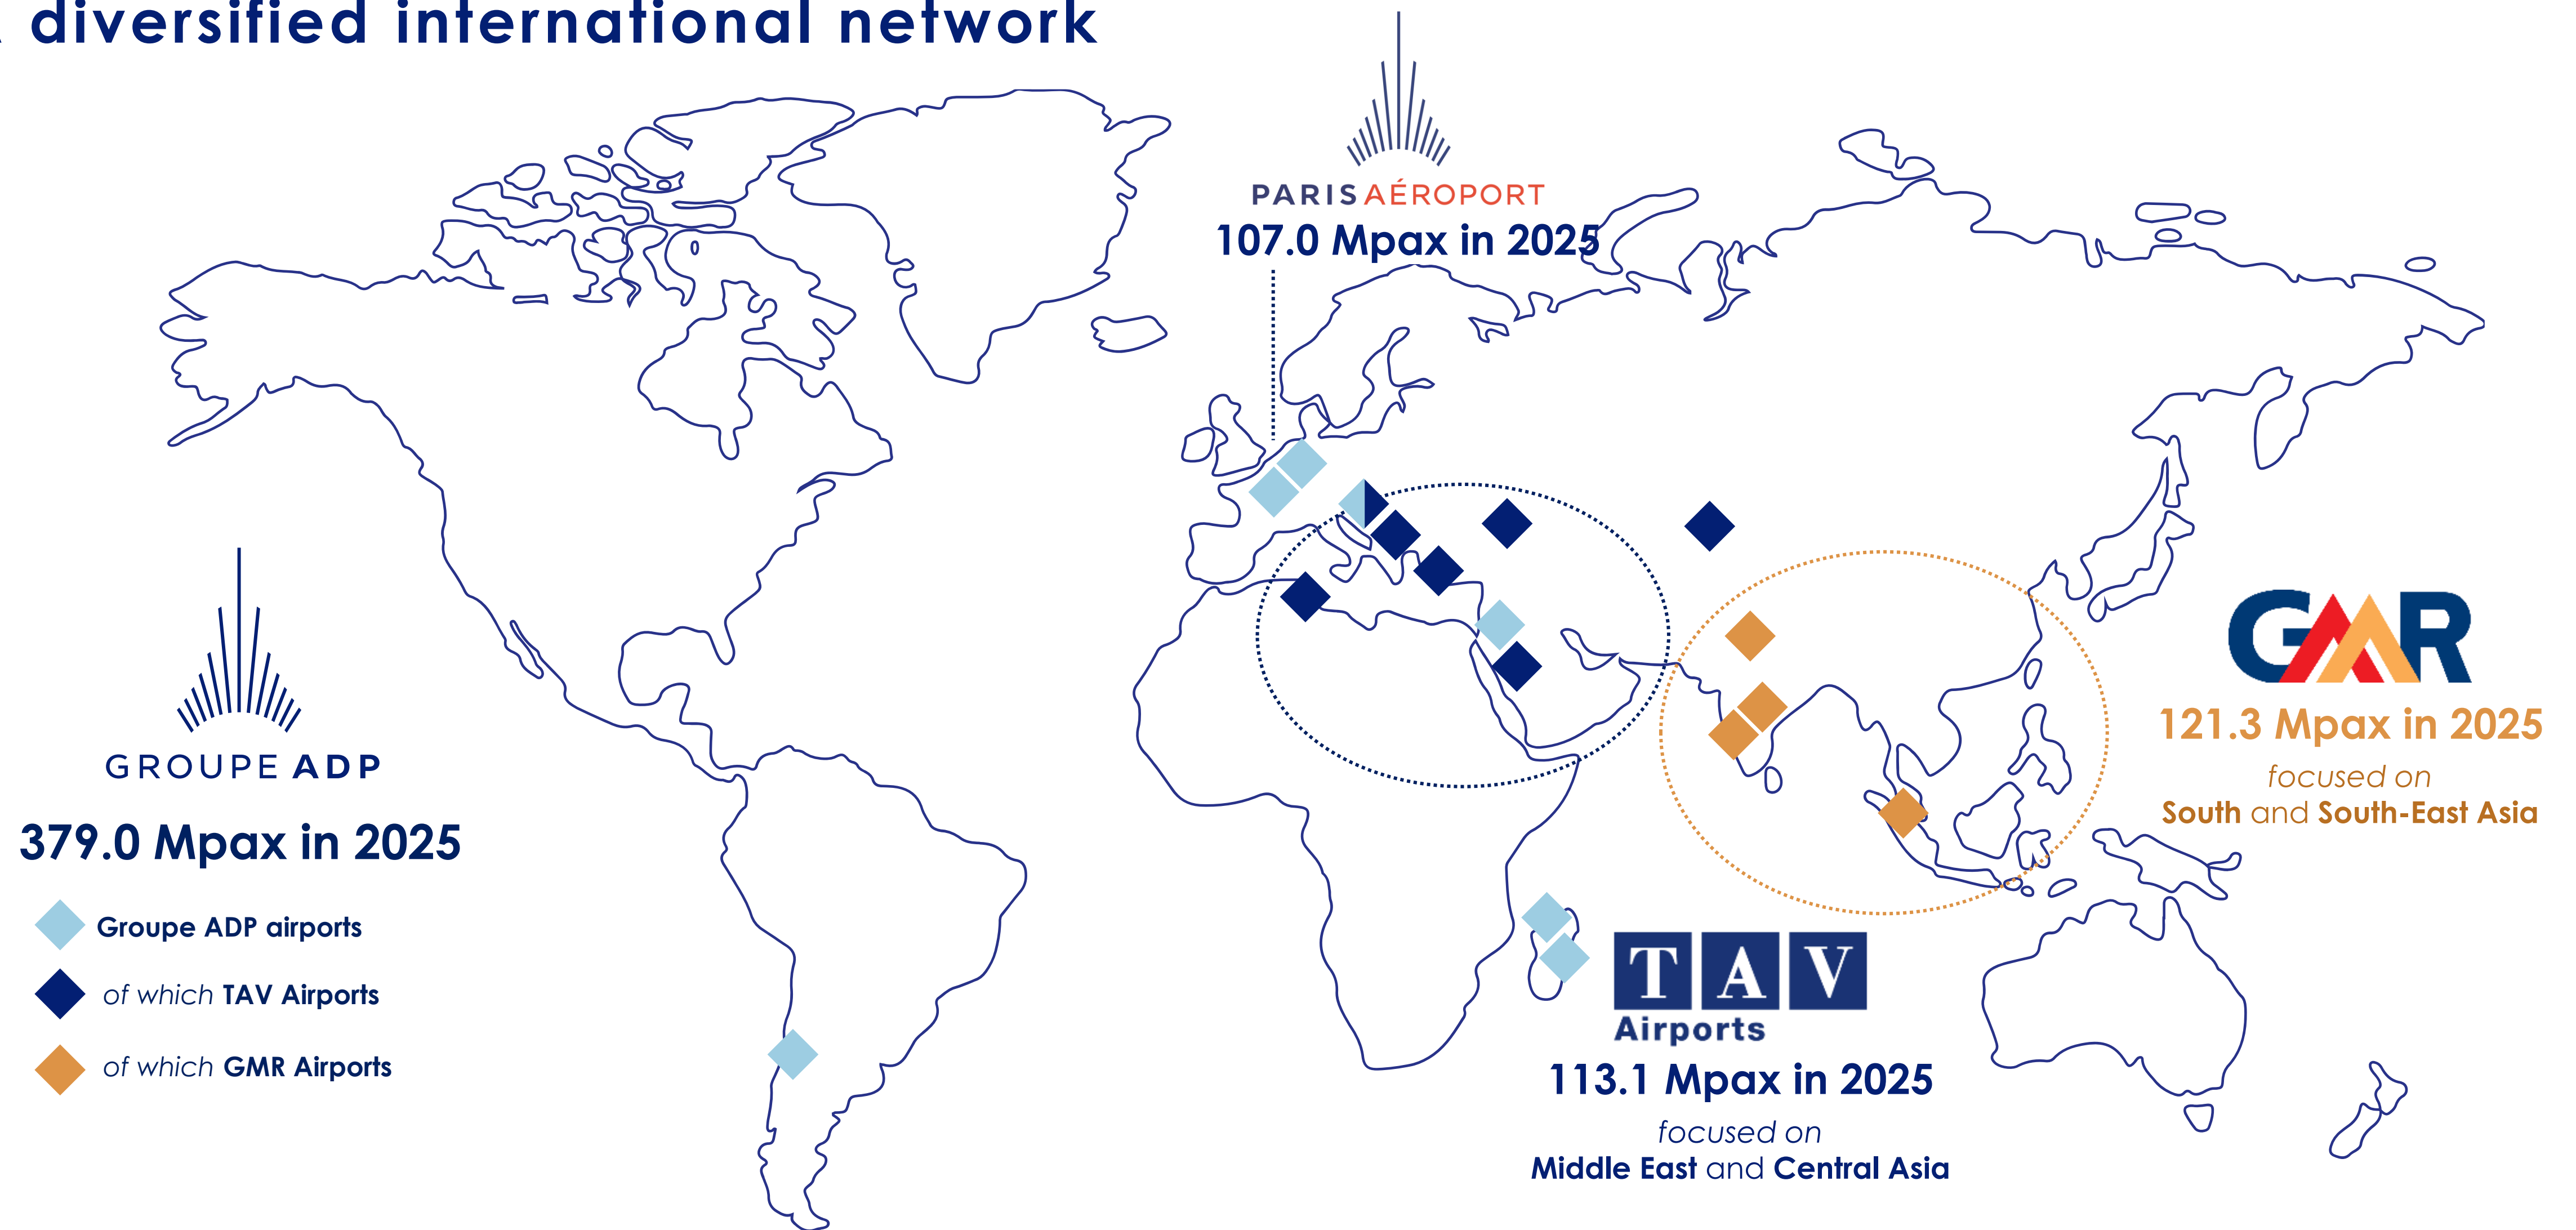 diversified international network
PARIS AÉROPORT
107.0 Mpax in 2025
GROUPE ADP
379.0 Mpax in 2025
Groupe ADP airports
of which TAV Airports
of which GMR Airports
GMR
121.3 Mpax in 2025
focused on
South and South-East Asia
TAV
Airports
113.1 Mpax in 2025
focused on
Middle East and Central Asia